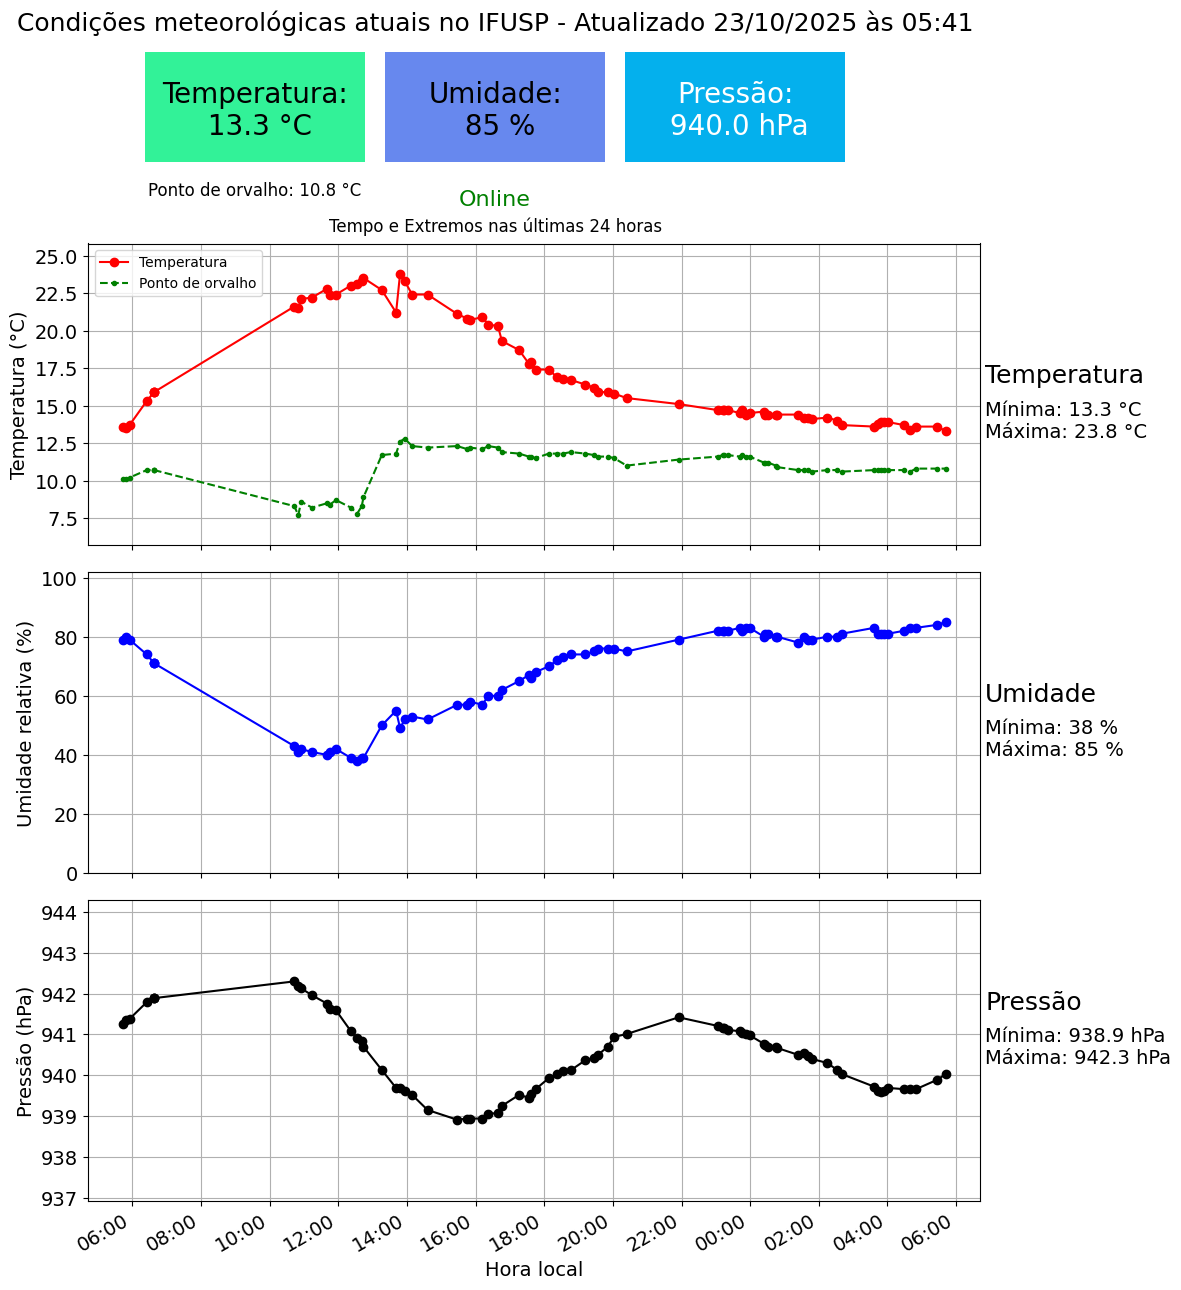 Condições meteorológicas atuais no IFUSP - Atualizado 23/10/2025 às 05:41
Temperatura:
13.3 °C
Umidade:
85 %
Pressão:
940.0 hPa
Ponto de orvalho: 10.8 °C
Online
Tempo e Extremos nas últimas 24 horas
Temperatura
Ponto de orvalho
Temperatura (°C)
25.0
22.5
20.0
17.5
15.0
12.5
10.0
7.5
Temperatura
Mínima: 13.3 °C
Máxima: 23.8 °C
Umidade relativa (%)
100
80
60
40
20
0
Umidade
Mínima: 38 %
Máxima: 85 %
Pressão (hPa)
944
943
942
941
940
939
938
937
Pressão
Mínima: 938.9 hPa
Máxima: 942.3 hPa
06:00
08:00
10:00
12:00
14:00
16:00
18:00
20:00
22:00
00:00
02:00
04:00
06:00
Hora local